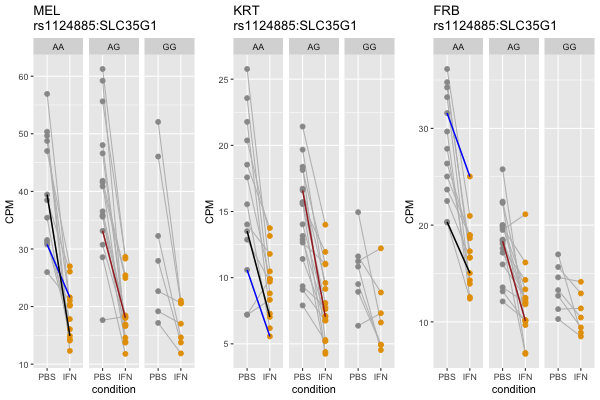 MEL
rs1124885:SLC35G1
AA AG GG
CPM
60
50
40
30
20
10
PBS IFN PBS IFN PBS IFN
condition
KRT
rs1124885:SLC35G1
AA AG GG
CPM
25
20
15
10
5
PBS IFN PBS IFN PBS IFN
condition
FRB
rs1124885:SLC35G1
AA AG GG
CPM
30
20
10
PBS IFN PBS IFN PBS IFN
condition